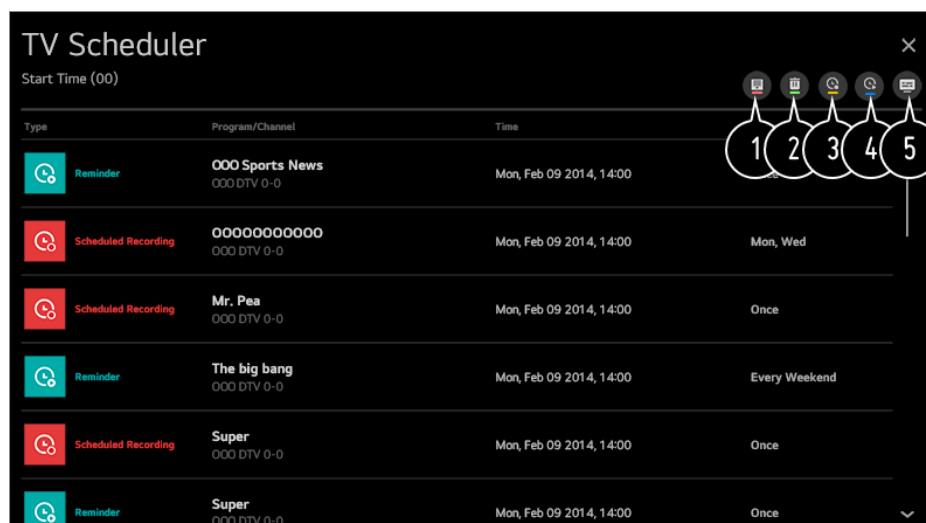 TV Scheduler
Start Time (00)
Type Program/Channel Time
1 2 3 4 5
Reminder
OOO Sports News
OOO DTV 0-0
Mon, Feb 09 2014, 14:00
Scheduled Recording
OOOOOOOOOOO
OOO DTV 0-0
Mon, Feb 09 2014, 14:00
Mon, Wed
Scheduled Recording
Mr. Pea
OOO DTV 0-0
Mon, Feb 09 2014, 14:00
Once
Reminder
The big bang
OOO DTV 0-0
Mon, Feb 09 2014, 14:00
Every Weekend
Scheduled Recording
Super
OOO DTV 0-0
Mon, Feb 09 2014, 14:00
Once
Reminder
Super
OOO DTV 0-0
Mon, Feb 09 2014, 14:00
Once